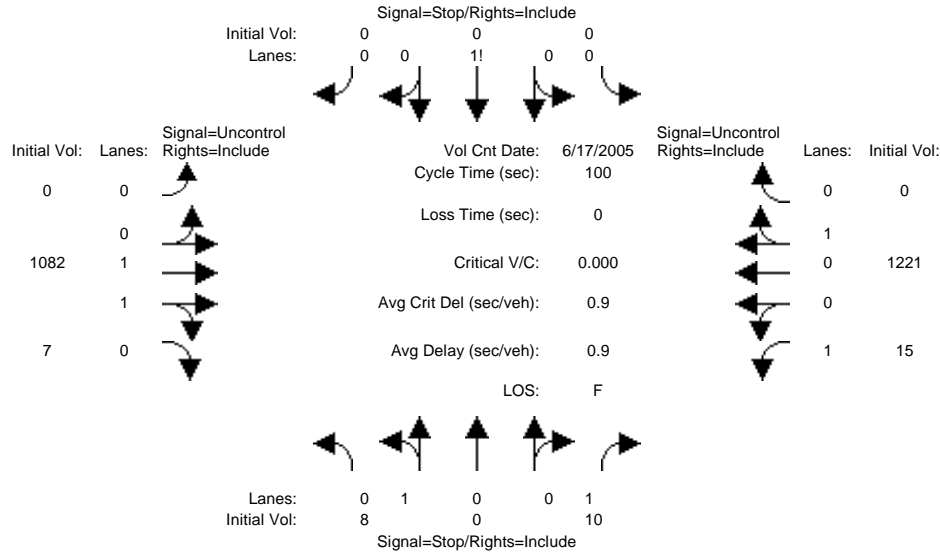 Signal=Stop/Rights=Include
Initial Vol: 0 0 0
Lanes: 0 0 1! 0 0
Signal=Uncontrol
Rights=Include
Initial Vol: Lanes:
Vol Cnt Date: 6/17/2005
Signal=Uncontrol
Rights=Include
Lanes: Initial Vol:
Cycle Time (sec): 100
0 0
0 0
Loss Time (sec): 0
0
1
1082 1
Critical V/C: 0.000
0 1221
1
Avg Crit Del (sec/veh): 0.9
0
7 0
Avg Delay (sec/veh): 0.9
1 15
LOS: F
Lanes: 0 1 0 0 1
Initial Vol: 8 0 10
Signal=Stop/Rights=Include